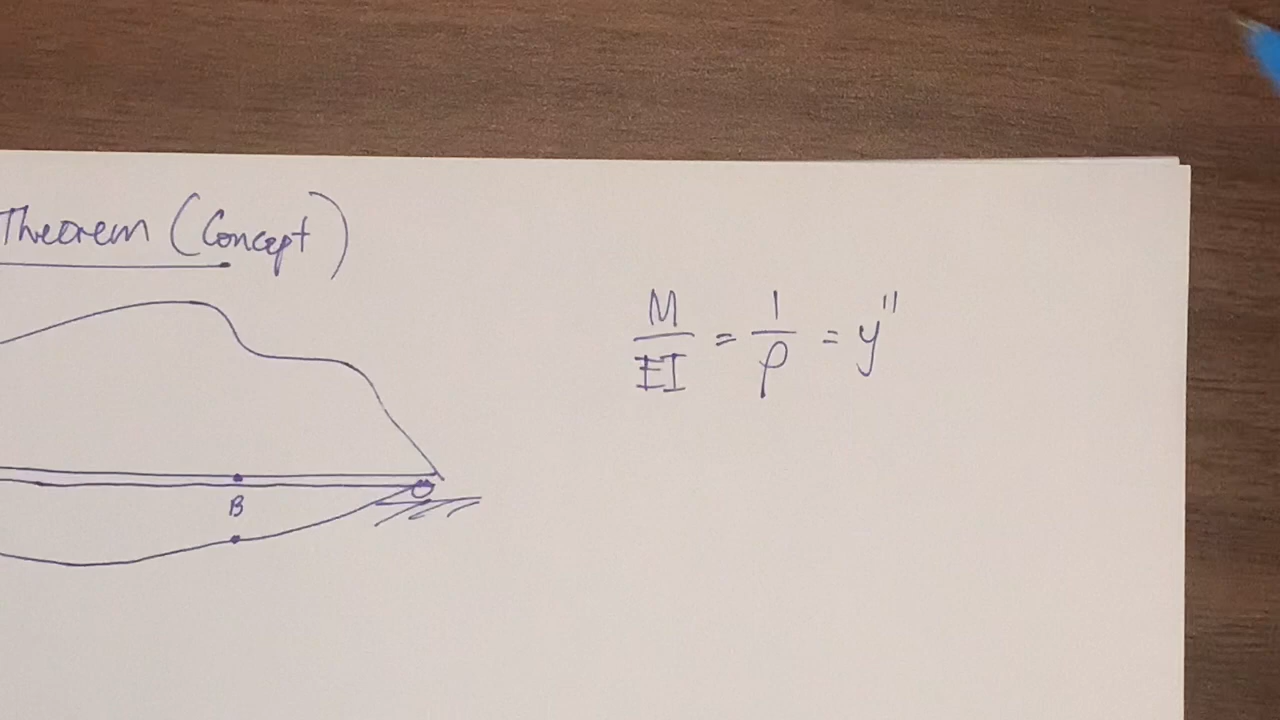 Theorem (Concept)
M/EI = 1/ρ = y''
B